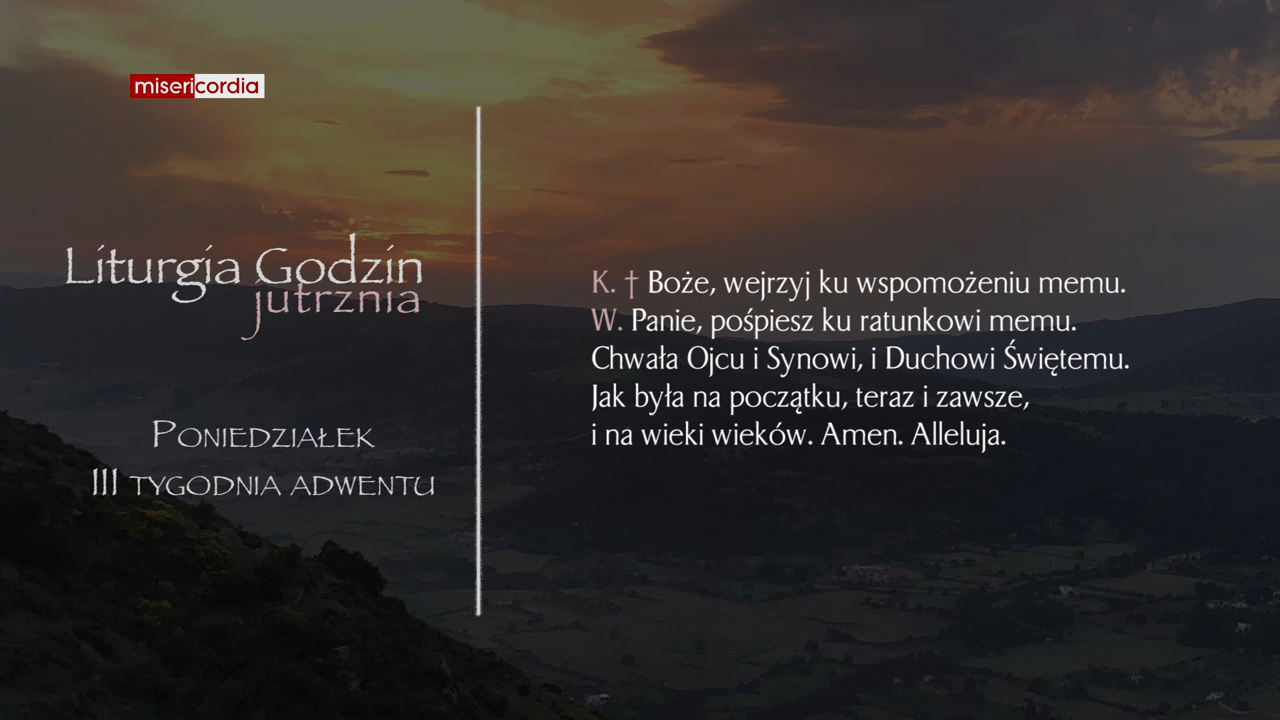 misericordia
Liturgia Godzin
jutrznia
Poniedziałek
III tygodnia adwentu
K. † Boże, wejrzyj ku wspomożeniu memu.
W. Panie, pośpiesz ku ratunkowi memu.
Chwała Ojcu i Synowi, i Duchowi Świętemu.
Jak była na początku, teraz i zawsze,
i na wieki wieków. Amen. Alleluja.